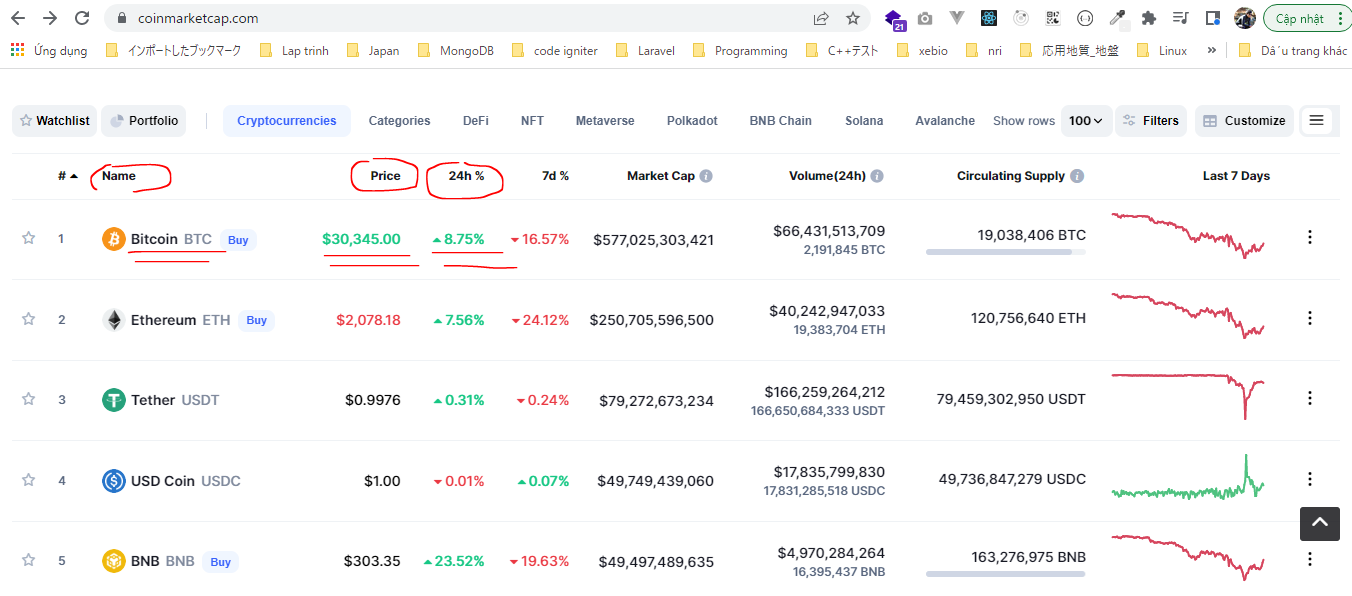 coinmarketcap.com
21
Cập nhật
Ứng dụng インポートしたブックマーク Lap trinh Japan MongoDB code igniter Laravel Programming C++テスト xebio nri 応用地質_地盤 Linux » Dấu trang khác
Watchlist Portfolio Cryptocurrencies Categories DeFi NFT Metaverse Polkadot BNB Chain Solana Avalanche Show rows 100 Filters Customize
# Name Price 24h % 7d % Market Cap Volume(24h) Circulating Supply Last 7 Days
1 Bitcoin BTC Buy $30,345.00 8.75% 16.57% $577,025,303,421 $66,431,513,709 19,038,406 BTC
2,191,845 BTC
2 Ethereum ETH Buy $2,078.18 7.56% 24.12% $250,705,596,500 $40,242,947,033 120,756,640 ETH
19,383,704 ETH
3 Tether USDT $0.9976 0.31% 0.24% $79,272,673,234 $166,259,264,212 79,459,302,950 USDT
166,650,684,333 USDT
4 USD Coin USDC $1.00 0.01% 0.07% $49,749,439,060 $17,835,799,830 49,736,847,279 USDC
17,831,285,518 USDC
5 BNB BNB Buy $303.35 23.52% 19.63% $49,497,489,635 $4,970,284,264 163,276,975 BNB
16,395,437 BNB